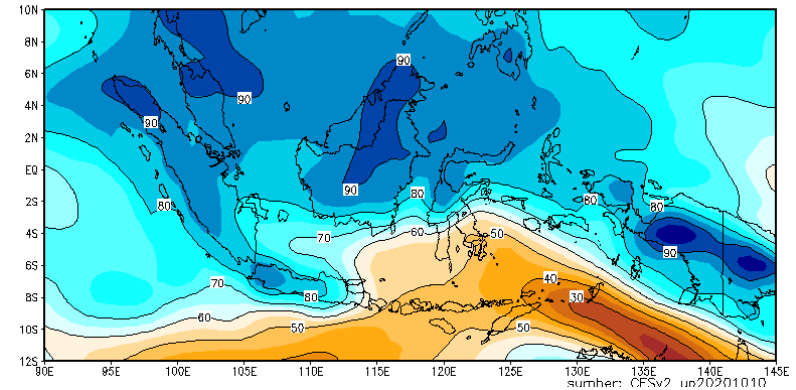 10N
8N
6N
4N
2N
EQ
2S
4S
6S
8S
10S
12S
90 90 90 90
80 80 80 80 80
90
70 70
60 60
50 50 50
40
30
90E 95E 100E 105E 110E 115E 120E 125E 130E 135E 140E 145E
sumber: CFSv2 up20201010